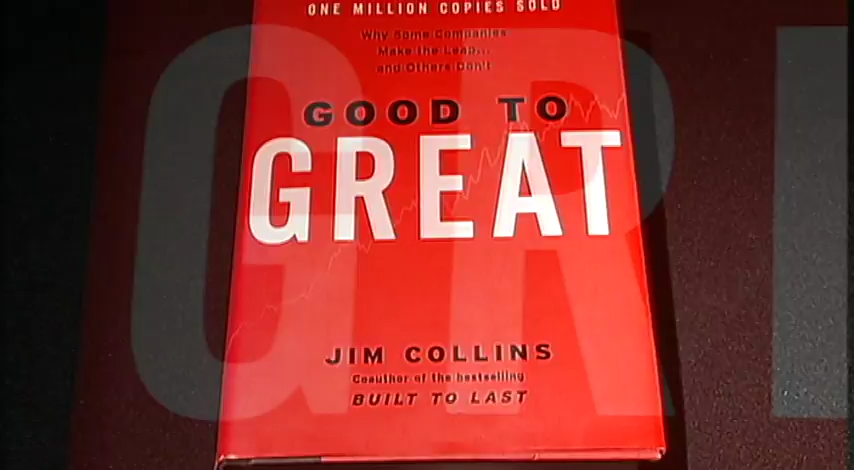 ONE MILLION COPIES SOLD
Why Some Companies
Make the Leap...
and Others Don't
GOOD TO
GREAT
JIM COLLINS
Coauthor of the bestselling
BUILT TO LAST
GR